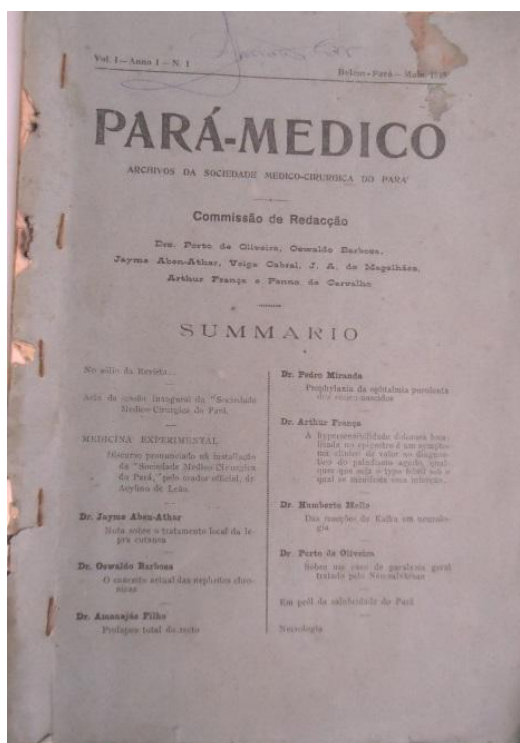 Vol. I — Anno I — N. 1
Belem - Pará — Maio
PARÁ-MEDICO
ARCHIVOS DA SOCIEDADE MEDICO-CIRURGICA DO PARA'
Commissão de Redacção
Drs. Porto de Oliveira, Oswaldo Barbosa,
Jayme Aben-Athar, Veiga Cabral, J. A. de Magalhães,
Arthur França e Penna de Carvalho
SUMMARIO
No sólio da Revista...
Acta da sessão inaugural da "Sociedade
Medico-Cirurgica do Pará.
MEDICINA EXPERIMENTAL
Discurso pronunciado na installação
da "Sociedade Medico-Cirurgica
do Pará," pelo orador official, dr.
Acylino de Leão.
Dr. Jayme Aben-Athar
Nota sobre o tratamento local da le-
pra cutanea
Dr. Oswaldo Barbosa
O conceito actual das nephrites chro-
nicas
Dr. Amanajás Filho
Prolapso total do recto
Dr. Pedro Miranda
Prophylaxia da ophtalmia purulenta
dos recem-nascidos
Dr. Arthur França
A hypersensibilidade dolorosa loca-
lizada no epigastro é um sympto-
ma clinico de valor no diagnos-
tico do paludismo agudo, qual-
quer que seja o typo febril sob o
qual se manifesta essa infecção.
Dr. Humberto Mello
Das reacções de Kafka em neurolo-
gia
Dr. Porto de Oliveira
Sobre um caso de paralysia geral
tratado pelo Neosalvarsan
Em pról da salubridade do Pará
Necrologia